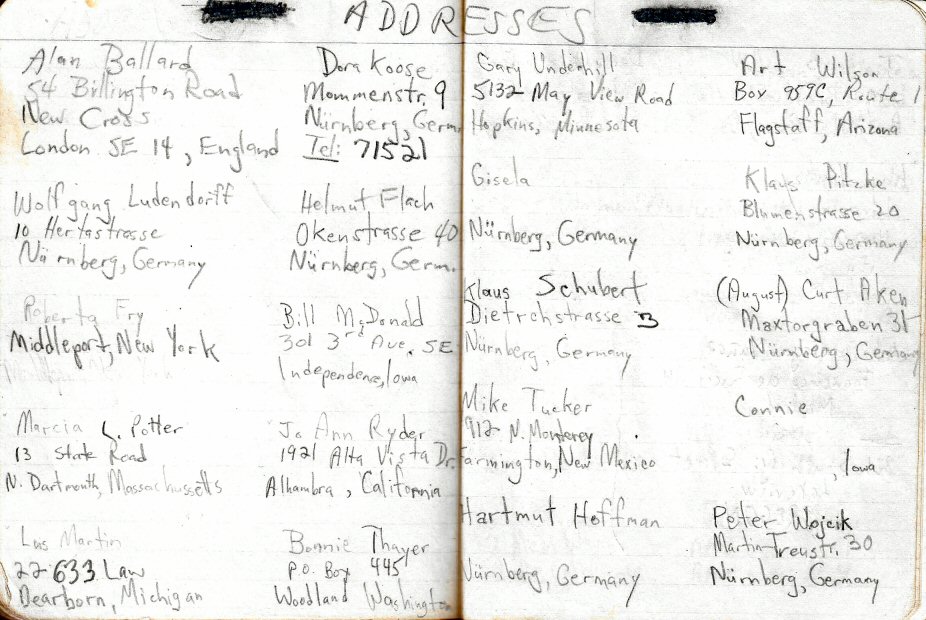 ADDRESSES
Alan Ballard
54 Billington Road
New Cross
London SE 14, England
Dora Koose
Mommenstr. 9
Nürnberg, Germ.
Tel: 71521
Wolfgang Ludendorff
10 Hertastrasse
Nürnberg, Germany
Helmut Flach
Okenstrasse 40
Nürnberg, Germ.
Roberta Fry
Middleport, New York
Bill McDonald
301 3rd Ave. SE
Independence, Iowa
Marcia L. Potter
13 State Road
N. Dartmouth, Massachussetts
Jo Ann Ryder
1921 Alta Vista Dr.
Alhambra, California
Lus Martin
22633 Law
Dearborn, Michigan
Bonnie Thayer
P.O. Box 445
Woodland Washington
Gary Underhill
5132 May View Road
Hopkins, Minnesota
Art Wilson
Box 959C, Route 1
Flagstaff, Arizona
Gisela
Nürnberg, Germany
Klaus Pitzke
Blumenstrasse 20
Nürnberg, Germany
Klaus Schubert
Dietrchstrasse 3
Nürnberg, Germany
(August) Curt Aken
Maxtorgraben 31
Nürnberg, Germany
Mike Tucker
912 N. Monterey
Farmington, New Mexico
Connie
, Iowa
Hartmut Hoffman
Nürnberg, Germany
Peter Wojcik
Martin-Treustr. 30
Nürnberg, Germany